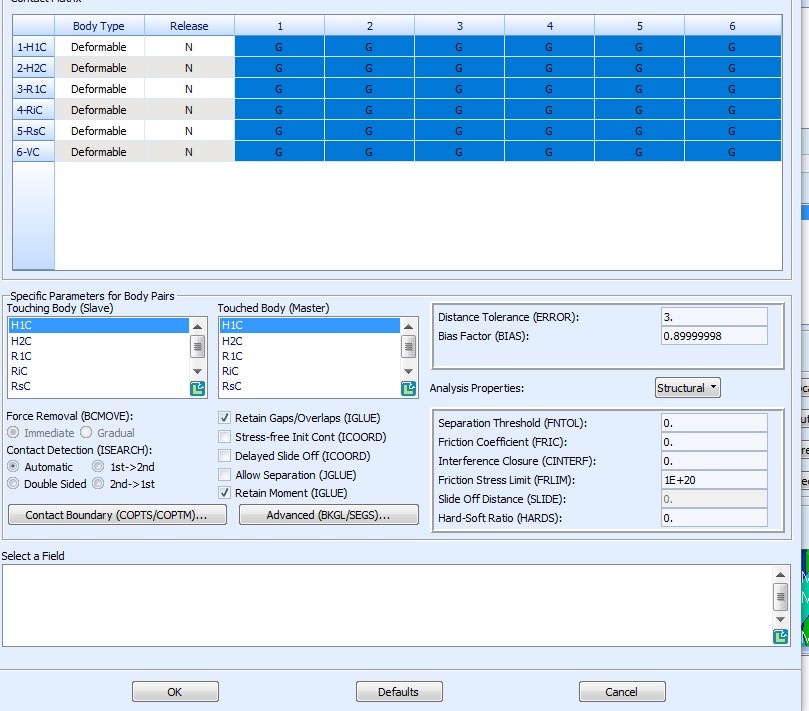 Contact Matrix
Body Type Release 1 2 3 4 5 6
1-H1C Deformable N G G G G G G
2-H2C Deformable N G G G G G G
3-R1C Deformable N G G G G G G
4-RiC Deformable N G G G G G G
5-RsC Deformable N G G G G G G
6-VC Deformable N G G G G G G
Specific Parameters for Body Pairs
Touching Body (Slave) Touched Body (Master)
H1C H1C
H2C H2C
R1C R1C
RiC RiC
RsC RsC
Distance Tolerance (ERROR): 3.
Bias Factor (BIAS): 0.89999998
Analysis Properties: Structural
Force Removal (BCMOVE):
Immediate Gradual
Contact Detection (ISEARCH):
Automatic 1st->2nd
Double Sided 2nd->1st
Retain Gaps/Overlaps (IGLUE)
Stress-free Init Cont (ICOORD)
Delayed Slide Off (ICOORD)
Allow Separation (JGLUE)
Retain Moment (IGLUE)
Contact Boundary (COPTS/COPTM)... Advanced (BKGL/SEGS)...
Separation Threshold (FNTOL): 0.
Friction Coefficient (FRIC): 0.
Interference Closure (CINTERF): 0.
Friction Stress Limit (FRLIM): 1E+20
Slide Off Distance (SLIDE): 0.
Hard-Soft Ratio (HARDS): 0.
Select a Field
OK Defaults Cancel